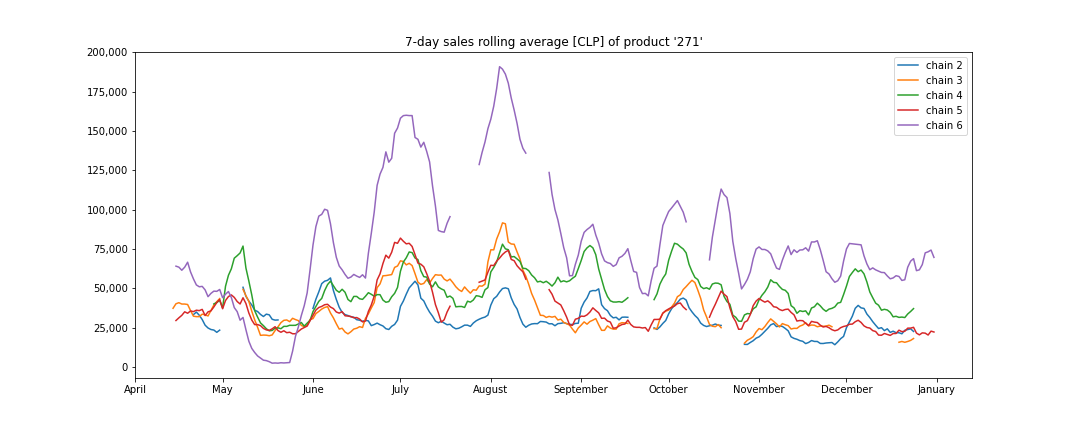 7-day sales rolling average [CLP] of product '271'
200,000
175,000
150,000
125,000
100,000
75,000
50,000
25,000
0
chain 2
chain 3
chain 4
chain 5
chain 6
April May June July August September October November December January